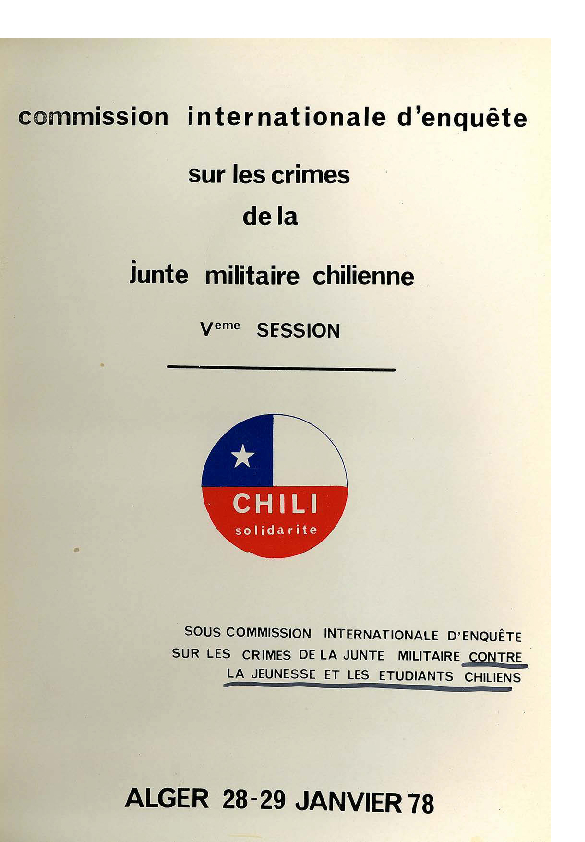 commission internationale d'enquête
sur les crimes
de la
junte militaire chilienne
Veme SESSION
CHILI
solidarite
SOUS COMMISSION INTERNATIONALE D'ENQUÊTE
SUR LES CRIMES DE LA JUNTE MILITAIRE CONTRE
LA JEUNESSE ET LES ETUDIANTS CHILIENS
ALGER 28-29 JANVIER 78